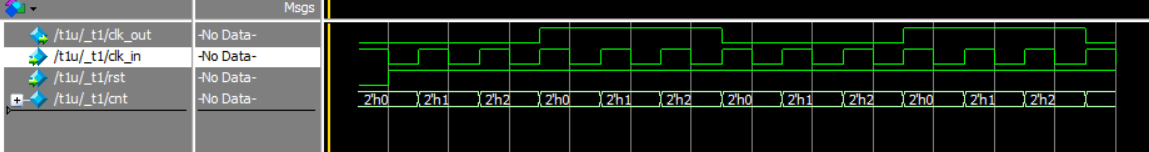 Msgs
/t1u/_t1/clk_out -No Data-
/t1u/_t1/clk_in -No Data-
/t1u/_t1/rst -No Data-
/t1u/_t1/cnt -No Data- 2'h0 2'h1 2'h2 2'h0 2'h1 2'h2 2'h0 2'h1 2'h2 2'h0 2'h1 2'h2